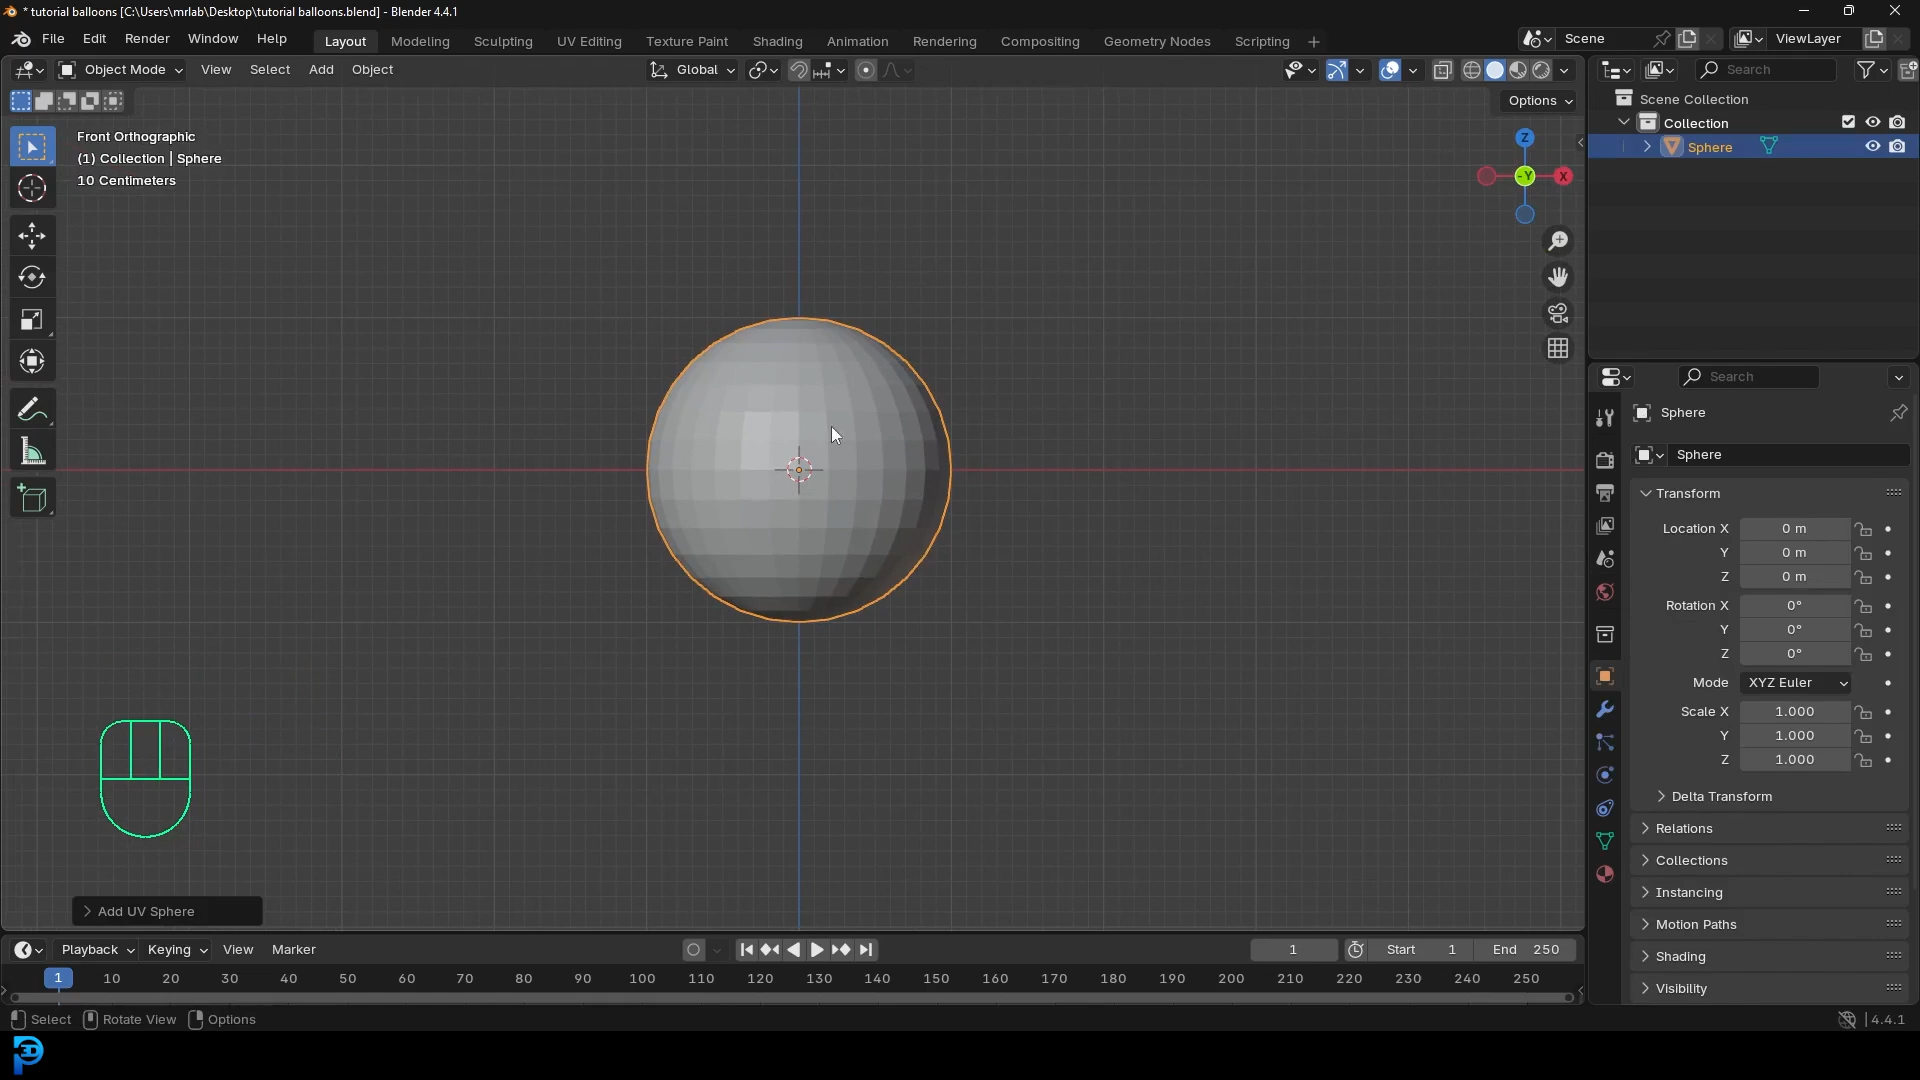 * tutorial balloons [C:\Users\mrlab\Desktop\tutorial balloons.blend] - Blender 4.4.1
File Edit Render Window Help Layout Modeling Sculpting UV Editing Texture Paint Shading Animation Rendering Compositing Geometry Nodes Scripting Scene ViewLayer
Object Mode View Select Add Object Global Search
Options
Front Orthographic
(1) Collection | Sphere
10 Centimeters
Z
-Y
X
Scene Collection
Collection
Sphere
Search
Sphere
Sphere
Transform
Location X 0 m
Y 0 m
Z 0 m
Rotation X 0°
Y 0°
Z 0°
Mode XYZ Euler
Scale X 1.000
Y 1.000
Z 1.000
Delta Transform
Relations
Collections
Instancing
Motion Paths
Shading
Visibility
Add UV Sphere
Playback Keying View Marker 1 Start 1 End 250
1 10 20 30 40 50 60 70 80 90 100 110 120 130 140 150 160 170 180 190 200 210 220 230 240 250
Select Rotate View Options 4.4.1